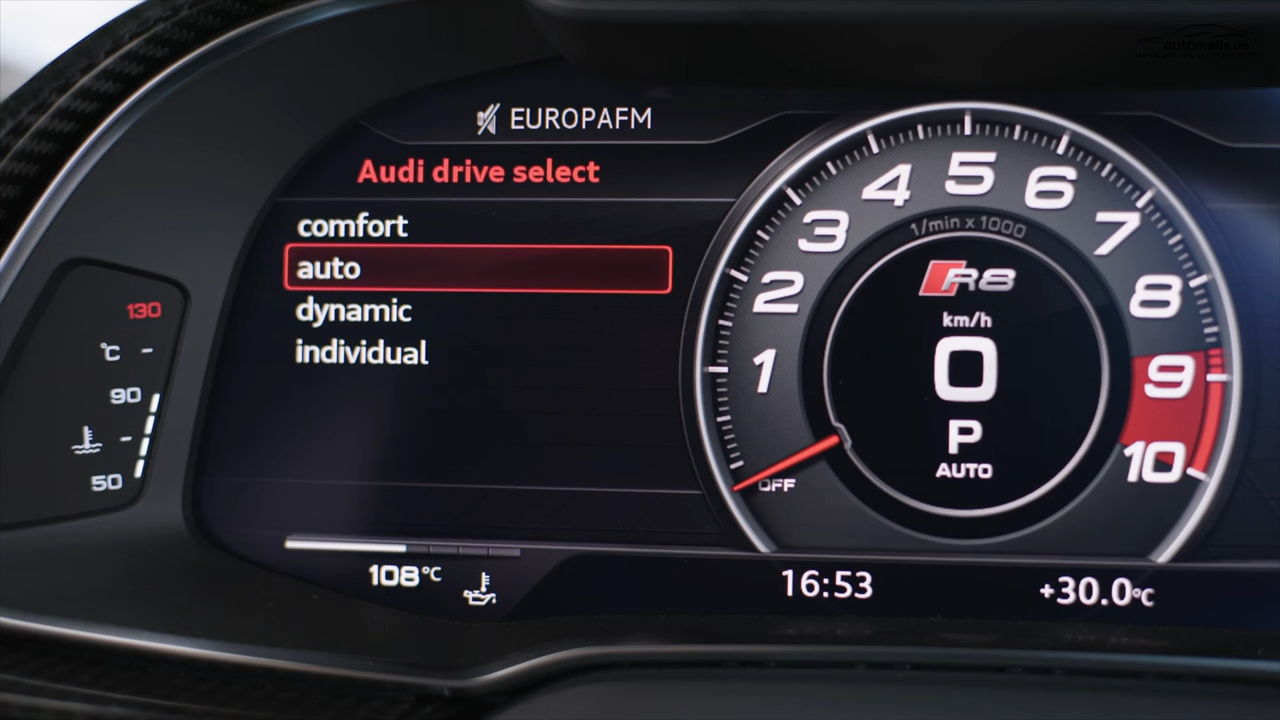 automativ.de
EUROPAFM
Audi drive select
comfort
auto
dynamic
individual
130
°C
90
50
108°C
1
2
3
4
5
6
7
8
9
10
1/min x 1000
R8
km/h
0
P
AUTO
OFF
16:53
+30.0°C